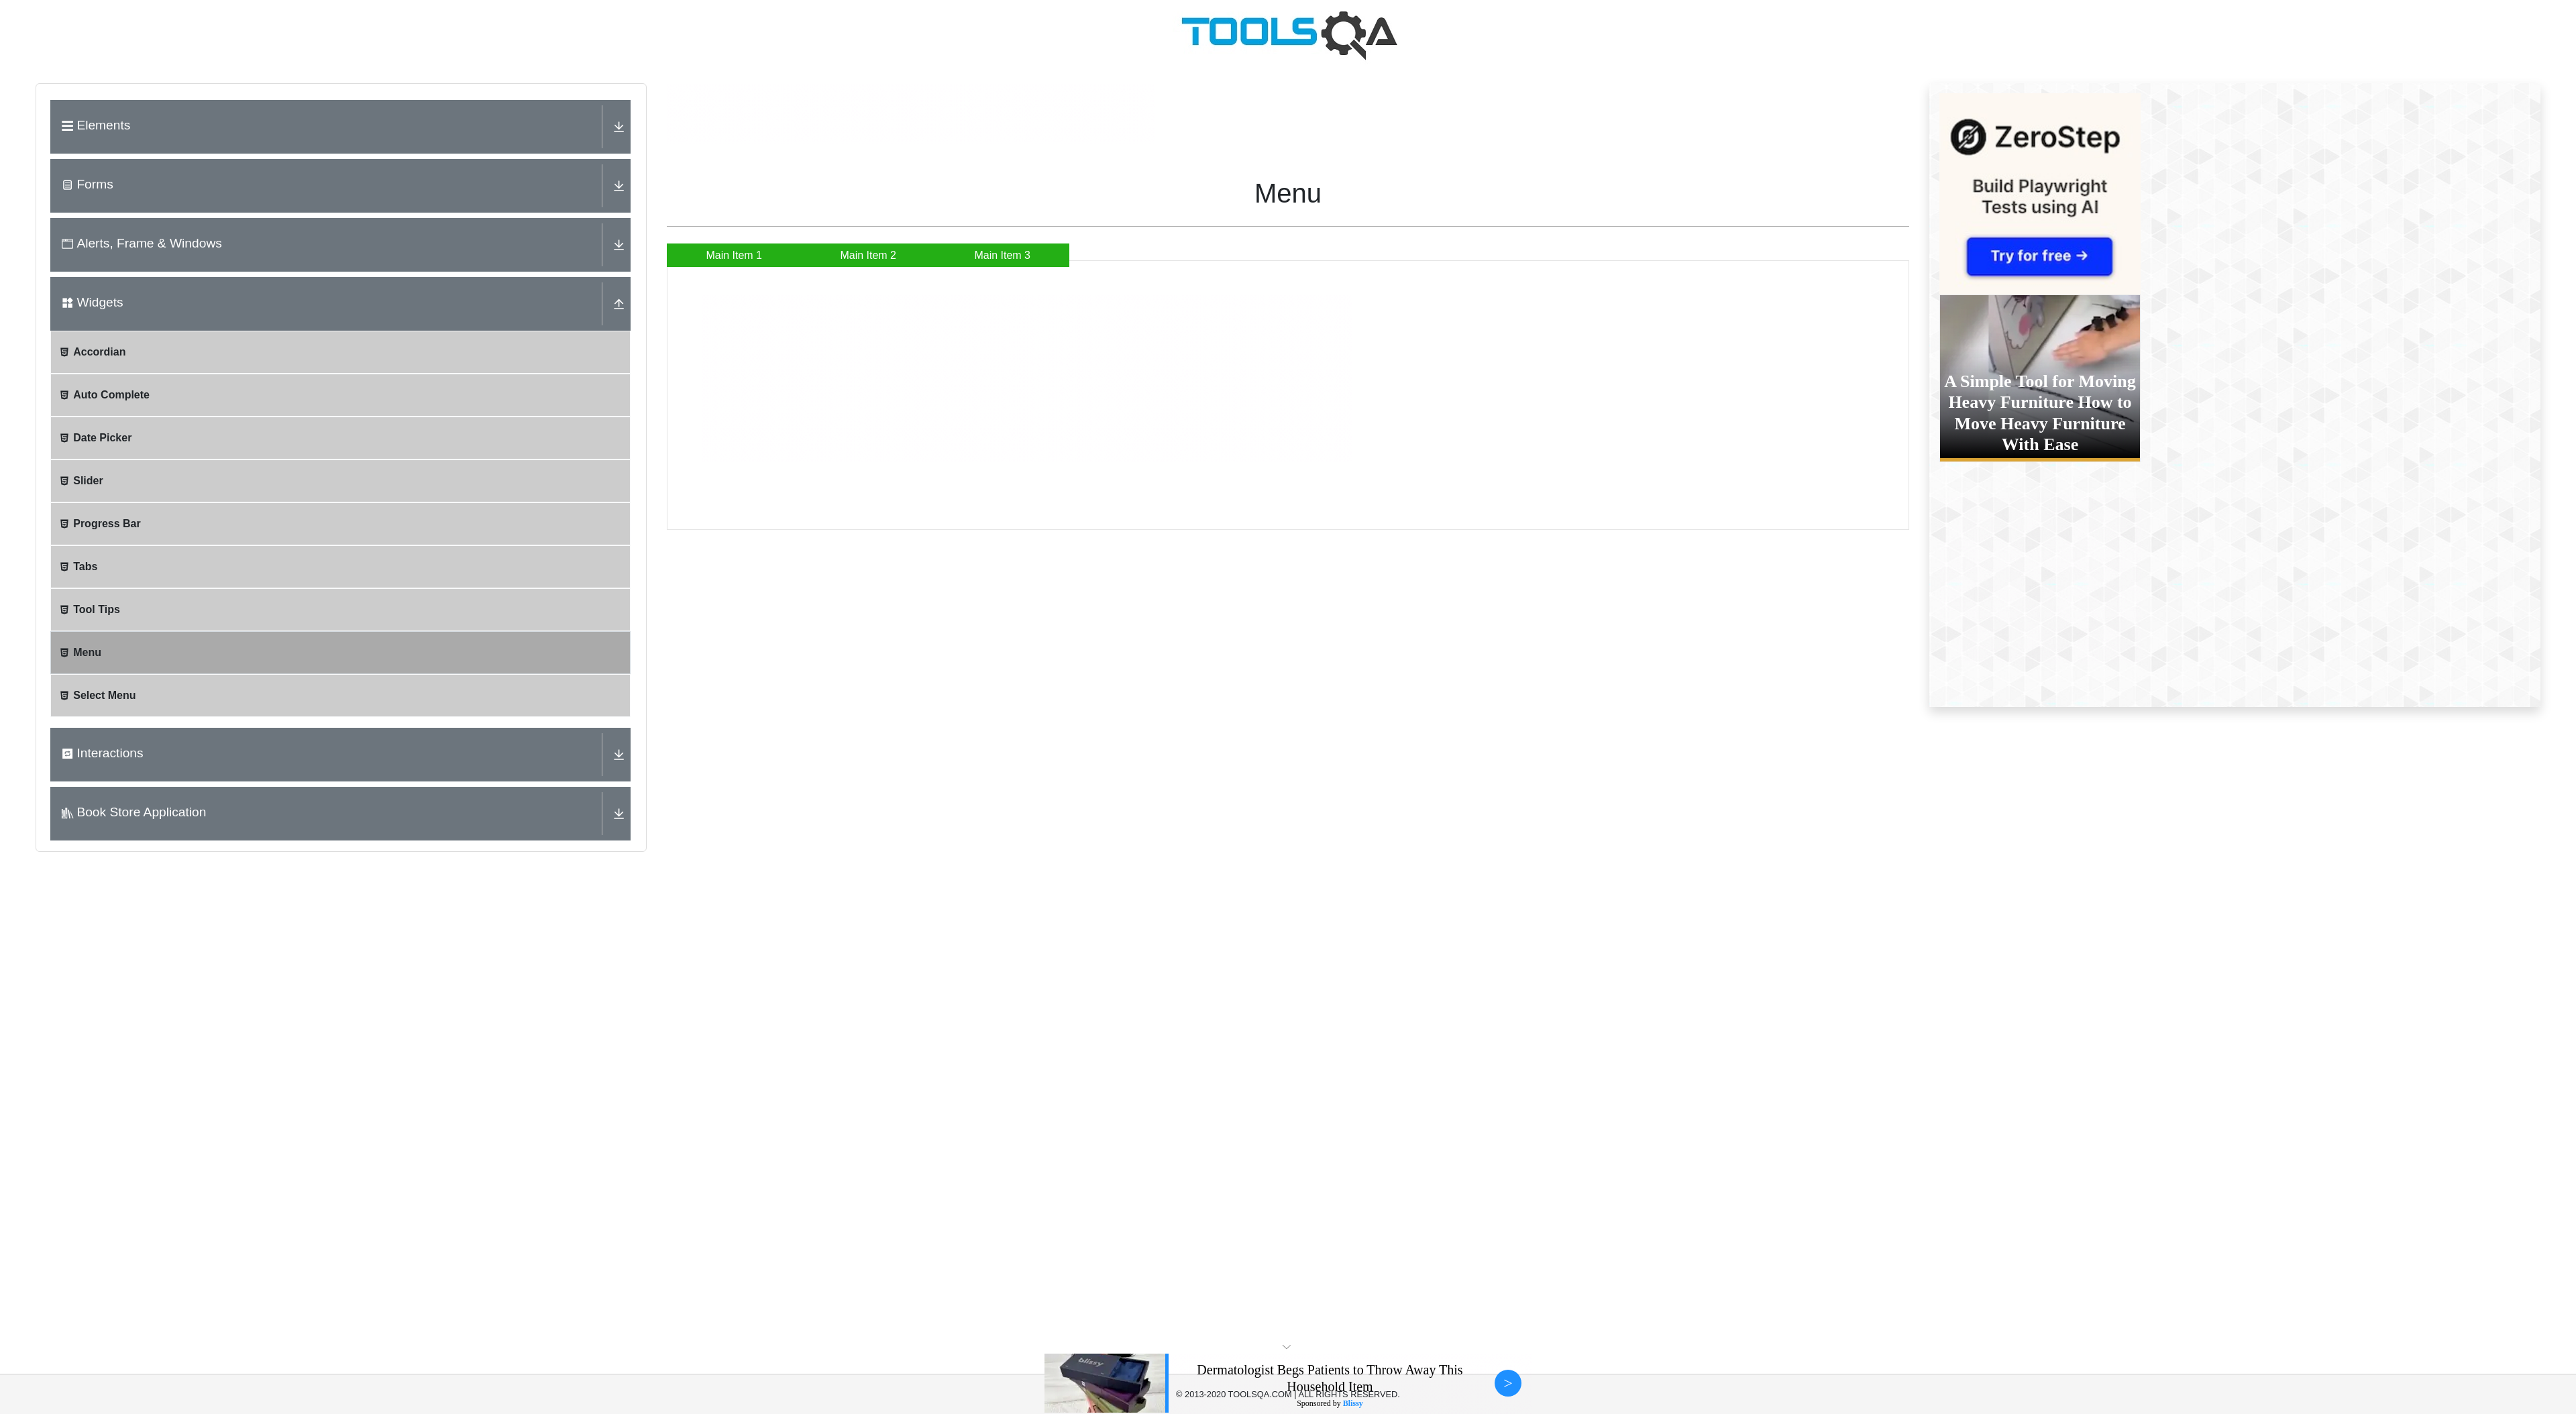 TOOLSQA
Elements
Forms
Alerts, Frame & Windows
Widgets
Accordian
Auto Complete
Date Picker
Slider
Progress Bar
Tabs
Tool Tips
Menu
Select Menu
Interactions
Book Store Application
Menu
Main Item 1
Main Item 2
Main Item 3
ZeroStep
Build Playwright
Tests using AI
Try for free →
A Simple Tool for Moving
Heavy Furniture How to
Move Heavy Furniture
With Ease
blissy
Dermatologist Begs Patients to Throw Away This
Household Item
© 2013-2020 TOOLSQA.COM | ALL RIGHTS RESERVED.
Sponsored by Blissy
>